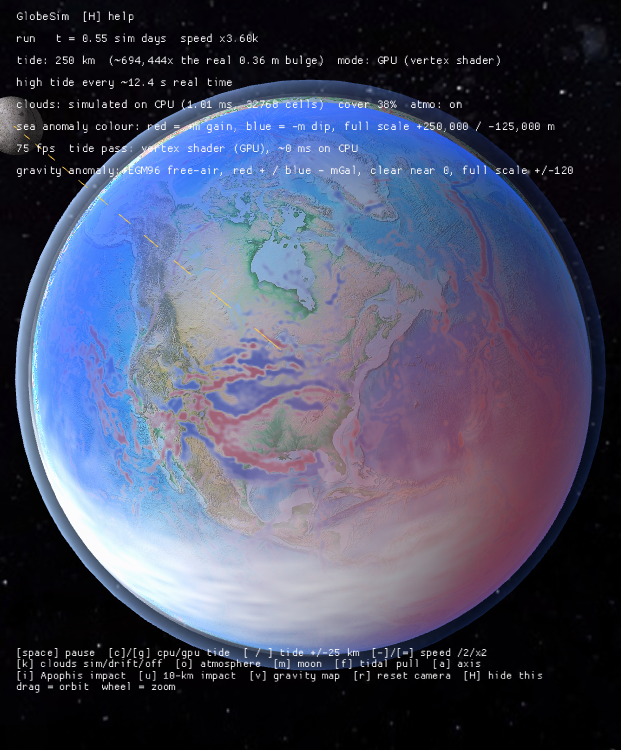 GlobeSim  [H] help
run   t = 0.55 sim days  speed x3.60k
tide: 250 km  (~694,444x the real 0.36 m bulge)  mode: GPU (vertex shader)
high tide every ~12.4 s real time
clouds: simulated on CPU (1.01 ms, 32768 cells)  cover 38%  atmo: on
sea anomaly colour: red = -m gain, blue = -m dip, full scale +250,000 / -125,000 m
75 fps  tide pass: vertex shader (GPU), ~0 ms on CPU
gravity anomaly: EGM96 free-air, red + / blue - mGal, clear near 0, full scale +/-120
[space] pause  [c]/[g] cpu/gpu tide  [ / ] tide +/-25 km  [-]/[=] speed /2/x2
[k] clouds sim/drift/off  [o] atmosphere  [m] moon  [f] tidal pull  [a] axis
[i] Apophis impact  [u] 10-km impact  [v] gravity map  [r] reset camera  [H] hide this
drag = orbit  wheel = zoom